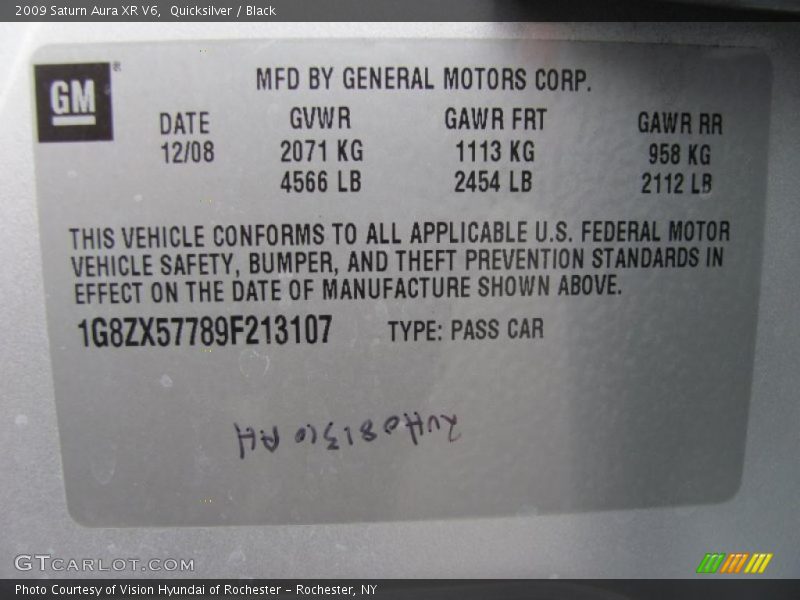 2009 Saturn Aura XR V6,  Quicksilver / Black
GM®
MFD BY GENERAL MOTORS CORP.
DATE GVWR GAWR FRT GAWR RR
12/08 2071 KG 1113 KG 958 KG
4566 LB 2454 LB 2112 LB
THIS VEHICLE CONFORMS TO ALL APPLICABLE U.S. FEDERAL MOTOR
VEHICLE SAFETY, BUMPER, AND THEFT PREVENTION STANDARDS IN
EFFECT ON THE DATE OF MANUFACTURE SHOWN ABOVE.
1G8ZX57789F213107 TYPE: PASS CAR
GTCARLOT.COM
Photo Courtesy of Vision Hyundai of Rochester – Rochester, NY